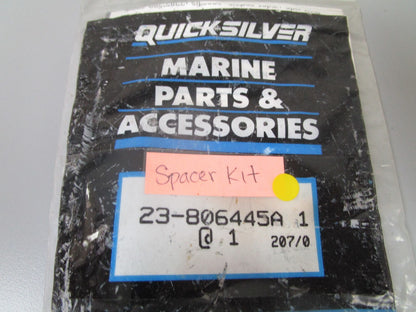 QUICKSILVER
MARINE
PARTS &
ACCESSORIES
Spacer Kit
23-806445A 1
@ 1 207/0